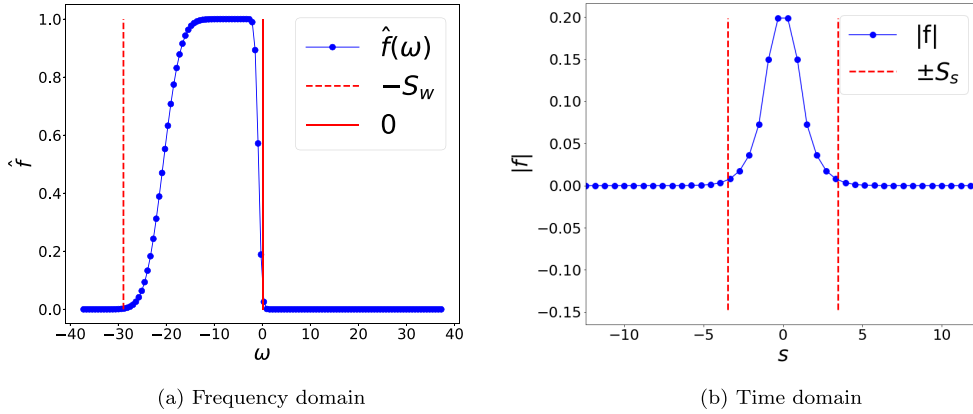 1.0
0.8
0.6
0.4
0.2
0.0
f̂
−40 −30 −20 −10 0 10 20 30 40
ω
f̂(ω)
−S_w
0
(a) Frequency domain
0.20
0.15
0.10
0.05
0.00
−0.05
−0.10
−0.15
|f|
−10 −5 0 5 10
s
|f|
±S_s
(b) Time domain